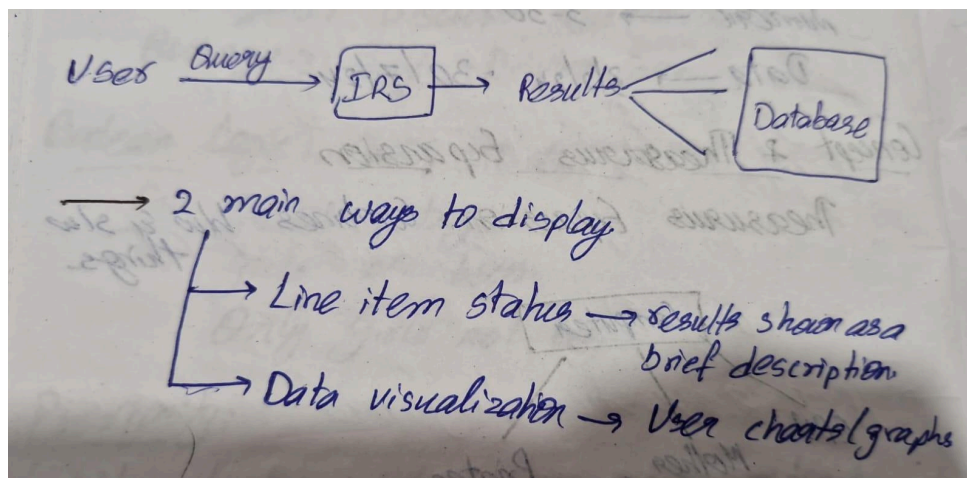 User Query → IRS → Results Database
→ 2 main ways to display.
→ Line item status → results shown as a
brief description
→ Data visualization → User charts/graphs